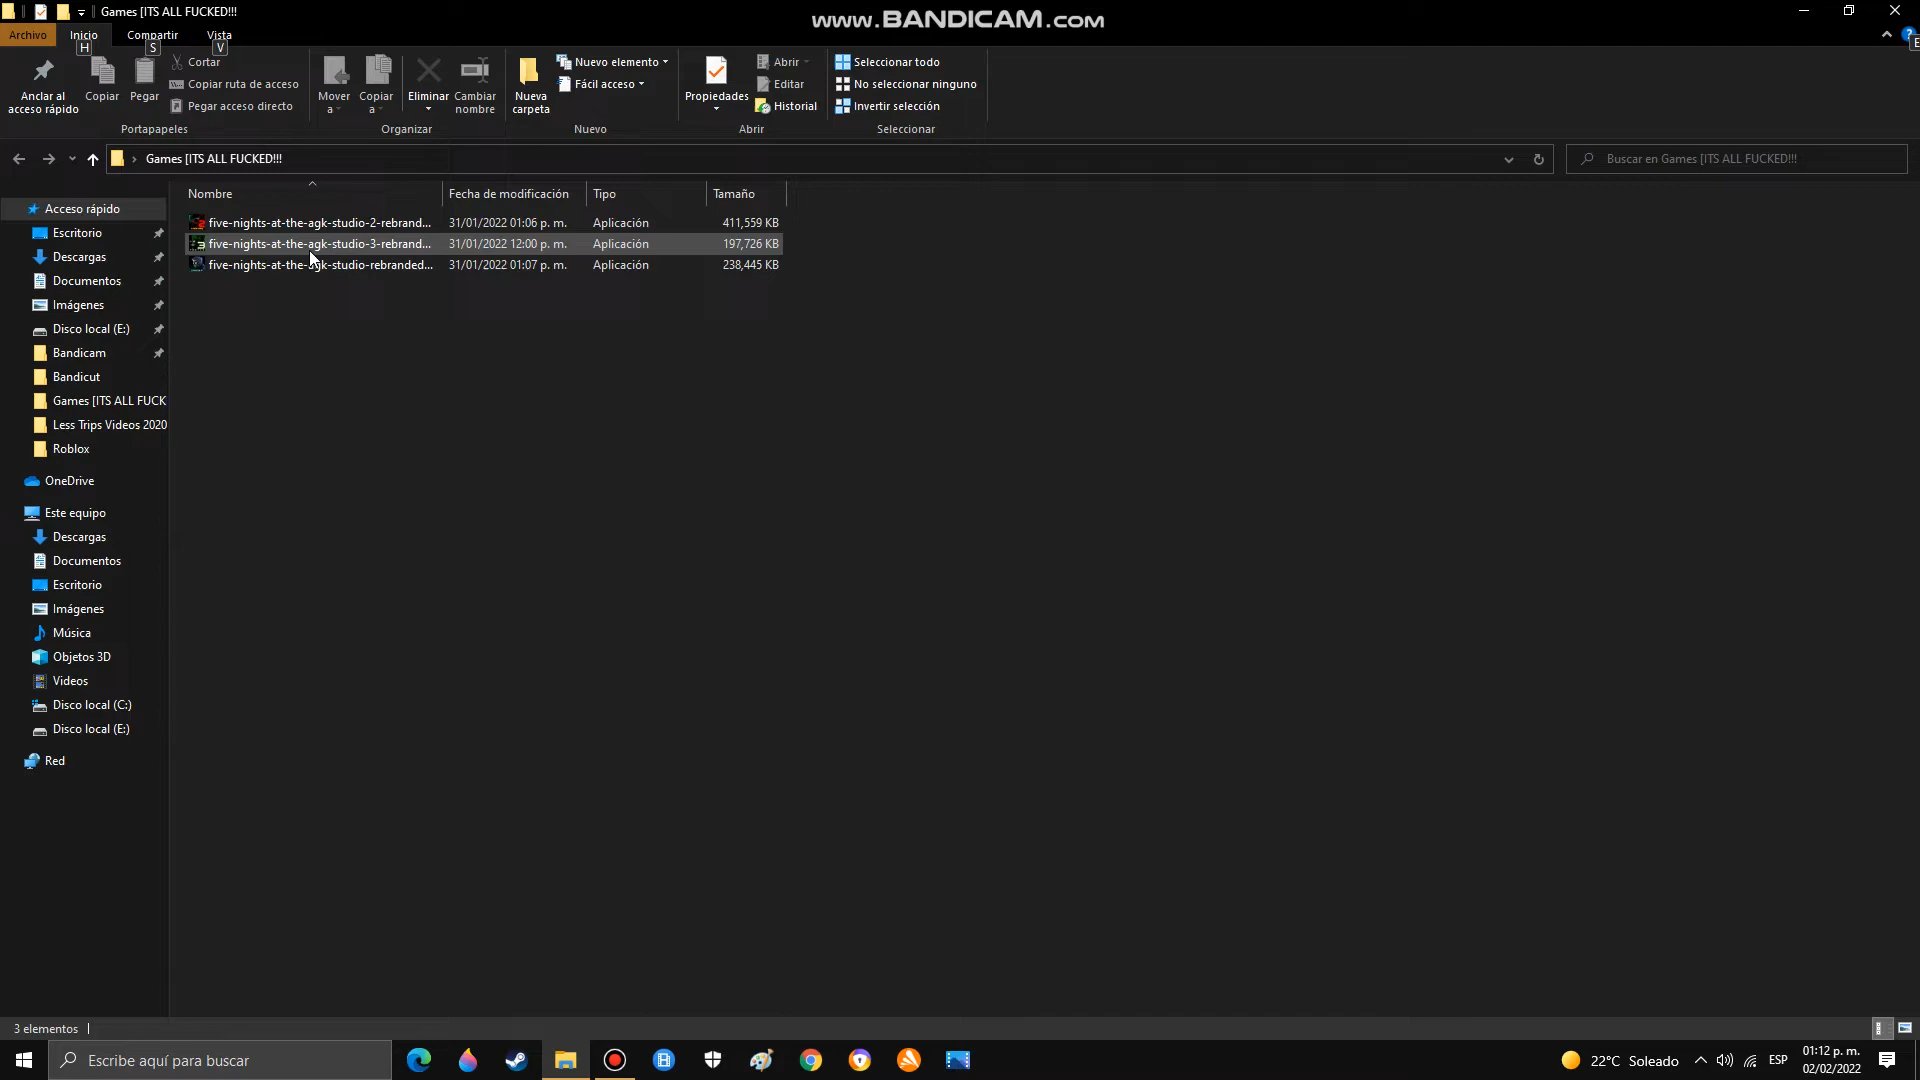 Games [ITS ALL FUCKED!!!
www.BANDICAM.com
Archivo Inicio Compartir Vista
H S V
E
Anclar al acceso rápido
Copiar
Pegar
Cortar
Copiar ruta de acceso
Pegar acceso directo
Portapapeles
Mover a
Copiar a
Eliminar
Cambiar nombre
Organizar
Nueva carpeta
Nuevo elemento
Fácil acceso
Nuevo
Propiedades
Abrir
Editar
Historial
Abrir
Seleccionar todo
No seleccionar ninguno
Invertir selección
Seleccionar
Games [ITS ALL FUCKED!!!
Buscar en Games [ITS ALL FUCKED!!!
Nombre Fecha de modificación Tipo Tamaño
five-nights-at-the-agk-studio-2-rebrand... 31/01/2022 01:06 p. m. Aplicación 411,559 KB
five-nights-at-the-agk-studio-3-rebrand... 31/01/2022 12:00 p. m. Aplicación 197,726 KB
five-nights-at-the-agk-studio-rebranded... 31/01/2022 01:07 p. m. Aplicación 238,445 KB
Acceso rápido
Escritorio
Descargas
Documentos
Imágenes
Disco local (E:)
Bandicam
Bandicut
Games [ITS ALL FUCK
Less Trips Videos 2020
Roblox
OneDrive
Este equipo
Descargas
Documentos
Escritorio
Imágenes
Música
Objetos 3D
Videos
Disco local (C:)
Disco local (E:)
Red
3 elementos
Escribe aquí para buscar
22°C Soleado
ESP
01:12 p. m.
02/02/2022